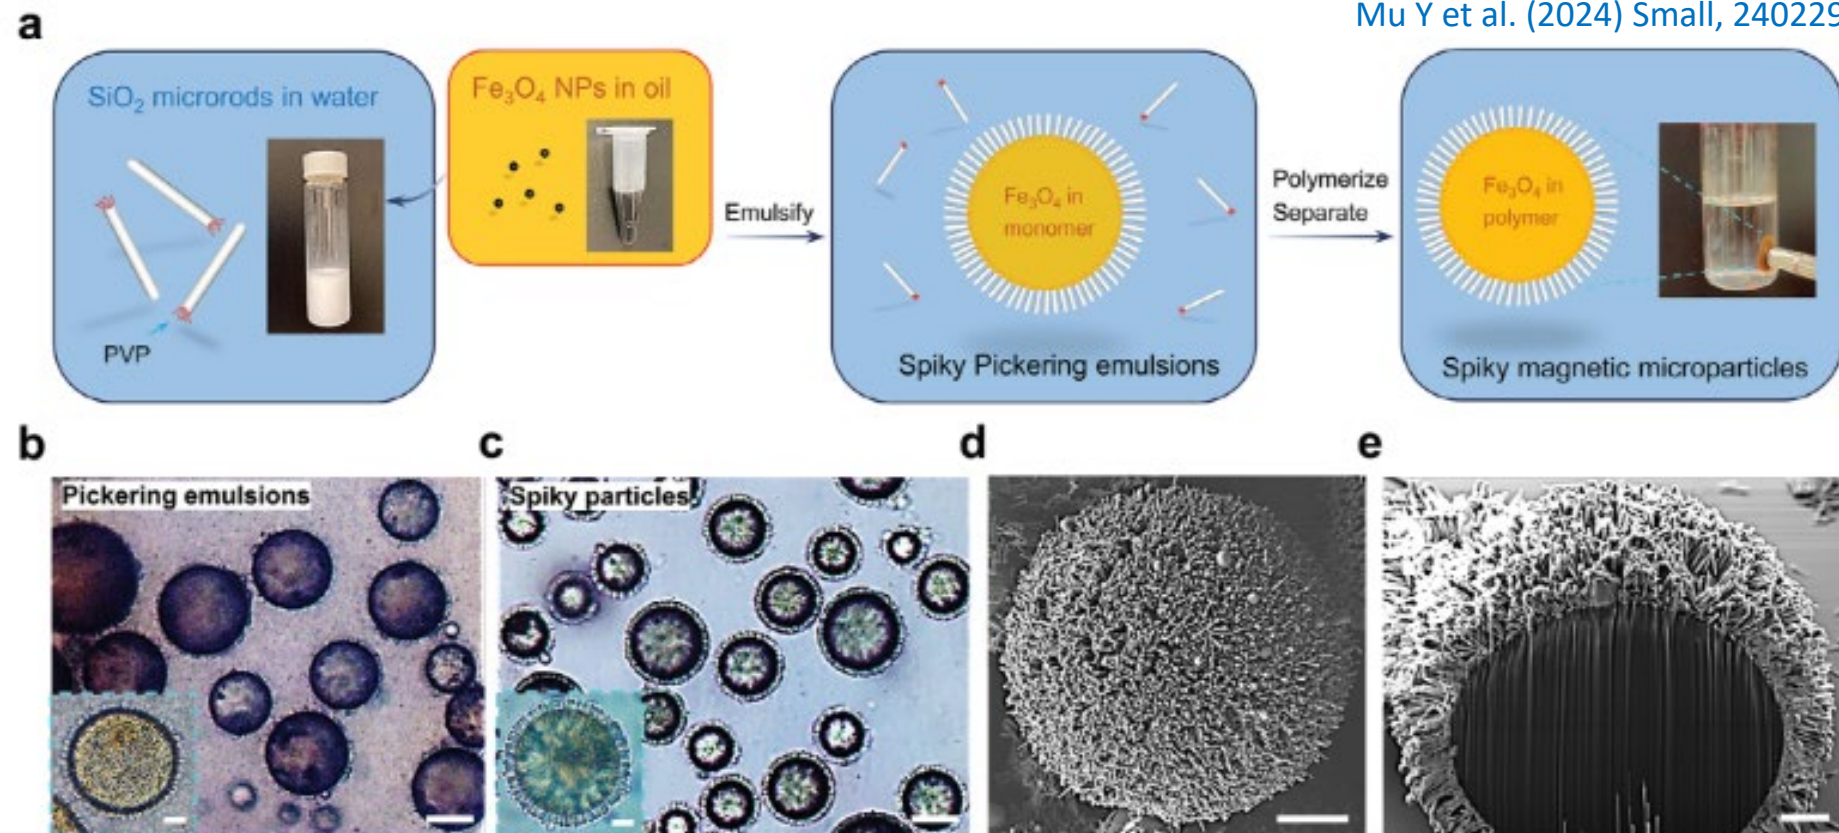 a
Mu Y et al. (2024) Small, 240229
SiO₂ microrods in water
PVP
Fe₃O₄ NPs in oil
Emulsify
Fe₃O₄ in
monomer
Spiky Pickering emulsions
Polymerize
Separate
Fe₃O₄ in
polymer
Spiky magnetic microparticles
b
Pickering emulsions
c
Spiky particles
d
e